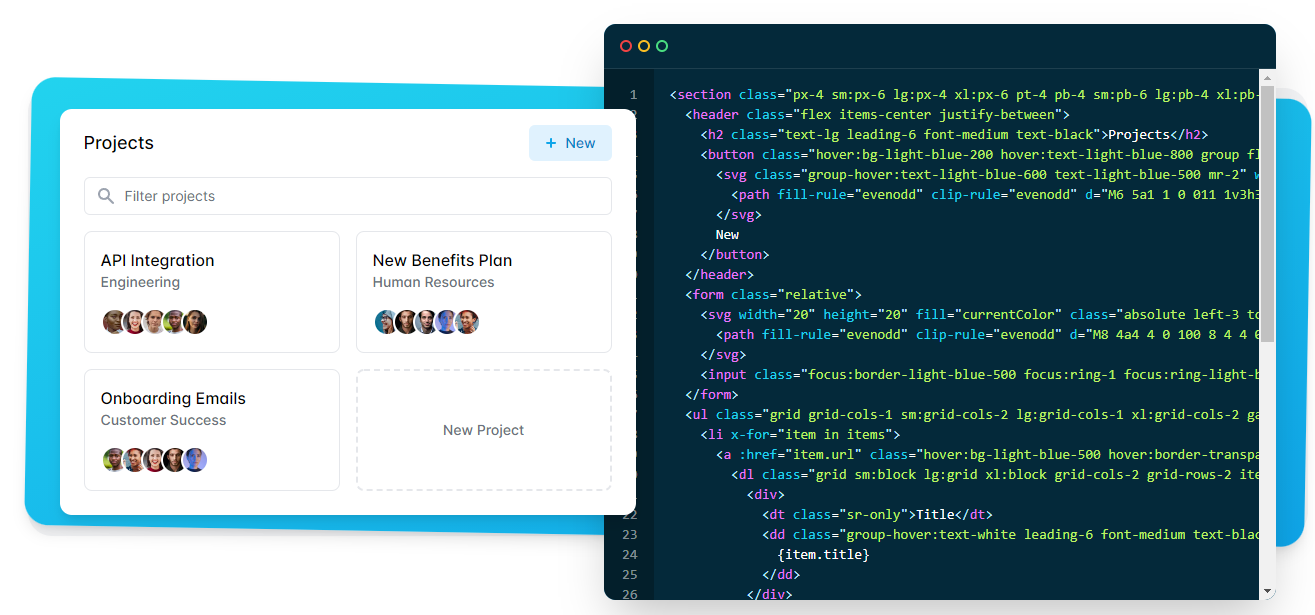 Projects
+ New
Filter projects
API Integration
Engineering
New Benefits Plan
Human Resources
Onboarding Emails
Customer Success
New Project
1
<section class="px-4 sm:px-6 lg:px-4 xl:px-6 pt-4 pb-4 sm:pb-6 lg:pb-4 xl:pb-
<header class="flex items-center justify-between">
<h2 class="text-lg leading-6 font-medium text-black">Projects</h2>
<button class="hover:bg-light-blue-200 hover:text-light-blue-800 group f
<svg class="group-hover:text-light-blue-600 text-light-blue-500 mr-2"
<path fill-rule="evenodd" clip-rule="evenodd" d="M6 5a1 1 0 011 1v3h3
</svg>
New
</button>
</header>
<form class="relative">
<svg width="20" height="20" fill="currentColor" class="absolute left-3
<path fill-rule="evenodd" clip-rule="evenodd" d="M8 4a4 4 0 100 8 4 4 0
</svg>
<input class="focus:border-light-blue-500 focus:ring-1 focus:ring-light-
</form>
<ul class="grid grid-cols-1 sm:grid-cols-2 lg:grid-cols-1 xl:grid-cols-2
<li x-for="item in items">
<a :href="item.url" class="hover:bg-light-blue-500 hover:border-transpa
<dl class="grid sm:block lg:grid xl:block grid-cols-2 grid-rows-2 ite
<div>
22 <dt class="sr-only">Title</dt>
23 <dd class="group-hover:text-white leading-6 font-medium text-blac
24 {item.title}
25 </dd>
26 </div>